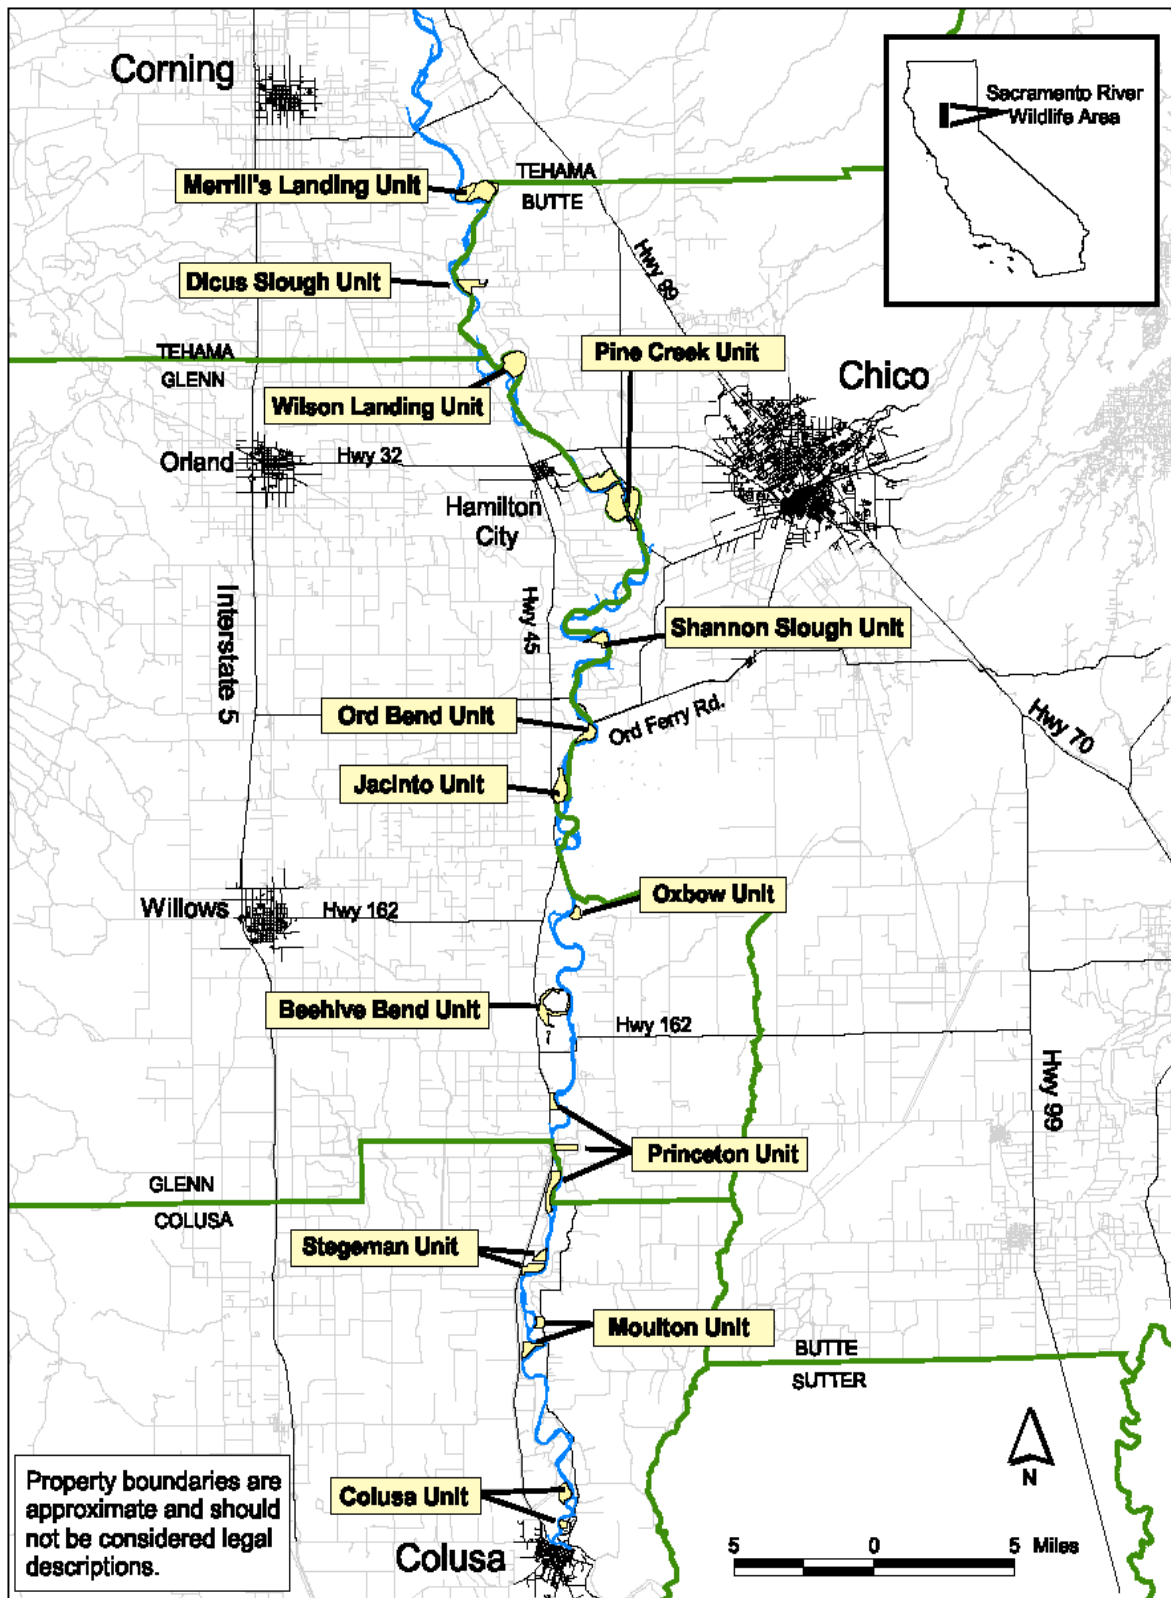 Corning
Sacramento River
Wildlife Area
TEHAMA
BUTTE
Merrill's Landing Unit
Hwy 99
Dicus Slough Unit
TEHAMA
GLENN
Pine Creek Unit
Chico
Wilson Landing Unit
Orland
Hwy 32
Hamilton
City
Interstate 5
Hwy 45
Shannon Slough Unit
Ord Bend Unit
Ord Ferry Rd.
Hwy 70
Jacinto Unit
Oxbow Unit
Willows
Hwy 162
Beehive Bend Unit
Hwy 162
Hwy 99
Princeton Unit
GLENN
COLUSA
Stegeman Unit
Moulton Unit
BUTTE
SUTTER
N
Property boundaries are
approximate and should
not be considered legal
descriptions.
Colusa Unit
Colusa
5 0 5 Miles